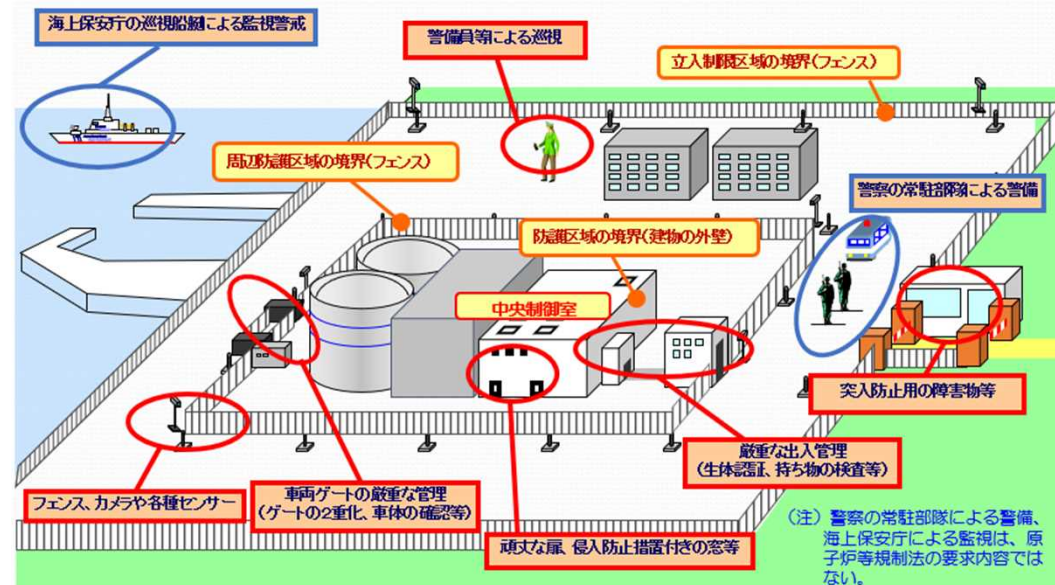 海上保安庁の巡視船艇による監視警戒
警備員等による巡視
立入制限区域の境界(フェンス)
周辺防護区域の境界(フェンス)
警察の常駐部隊による警備
防護区域の境界(建物の外壁)
中央制御室
突入防止用の障害物等
厳重な出入管理
(生体認証、持ち物の検査等)
フェンス、カメラや各種センサー
車両ゲートの厳重な管理
(ゲートの2重化、車体の確認等)
頑丈な扉、侵入防止措置付きの窓等
(注)警察の常駐部隊による警備、
海上保安庁による監視は、原
子炉等規制法の要求内容では
ない。